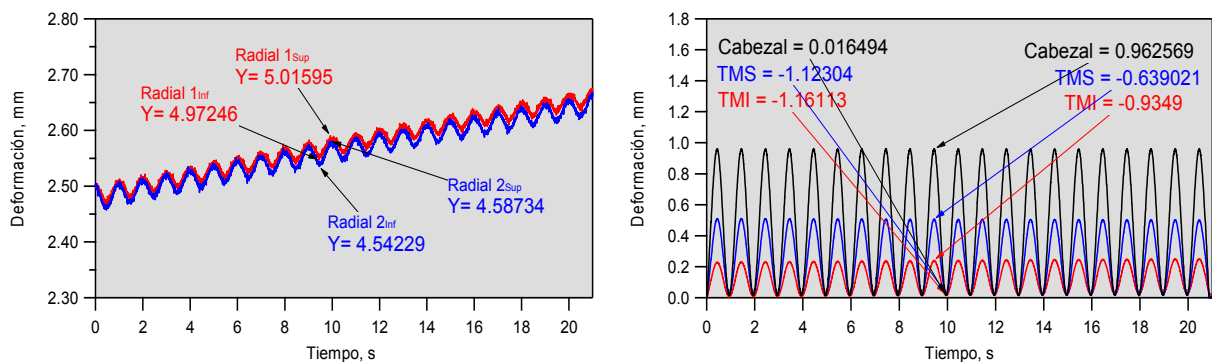 Deformación, mm
2.80
2.70
2.60
2.50
2.40
2.30
Radial 1Sup
Y= 5.01595
Radial 1Inf
Y= 4.97246
Radial 2Sup
Y= 4.58734
Radial 2Inf
Y= 4.54229
0 2 4 6 8 10 12 14 16 18 20
Tiempo, s
Deformación, mm
1.8
1.6
1.4
1.2
1.0
0.8
0.6
0.4
0.2
0.0
Cabezal = 0.016494
TMS = -1.12304
TMI = -1.16113
Cabezal = 0.962569
TMS = -0.639021
TMI = -0.9349
0 2 4 6 8 10 12 14 16 18 20
Tiempo, s